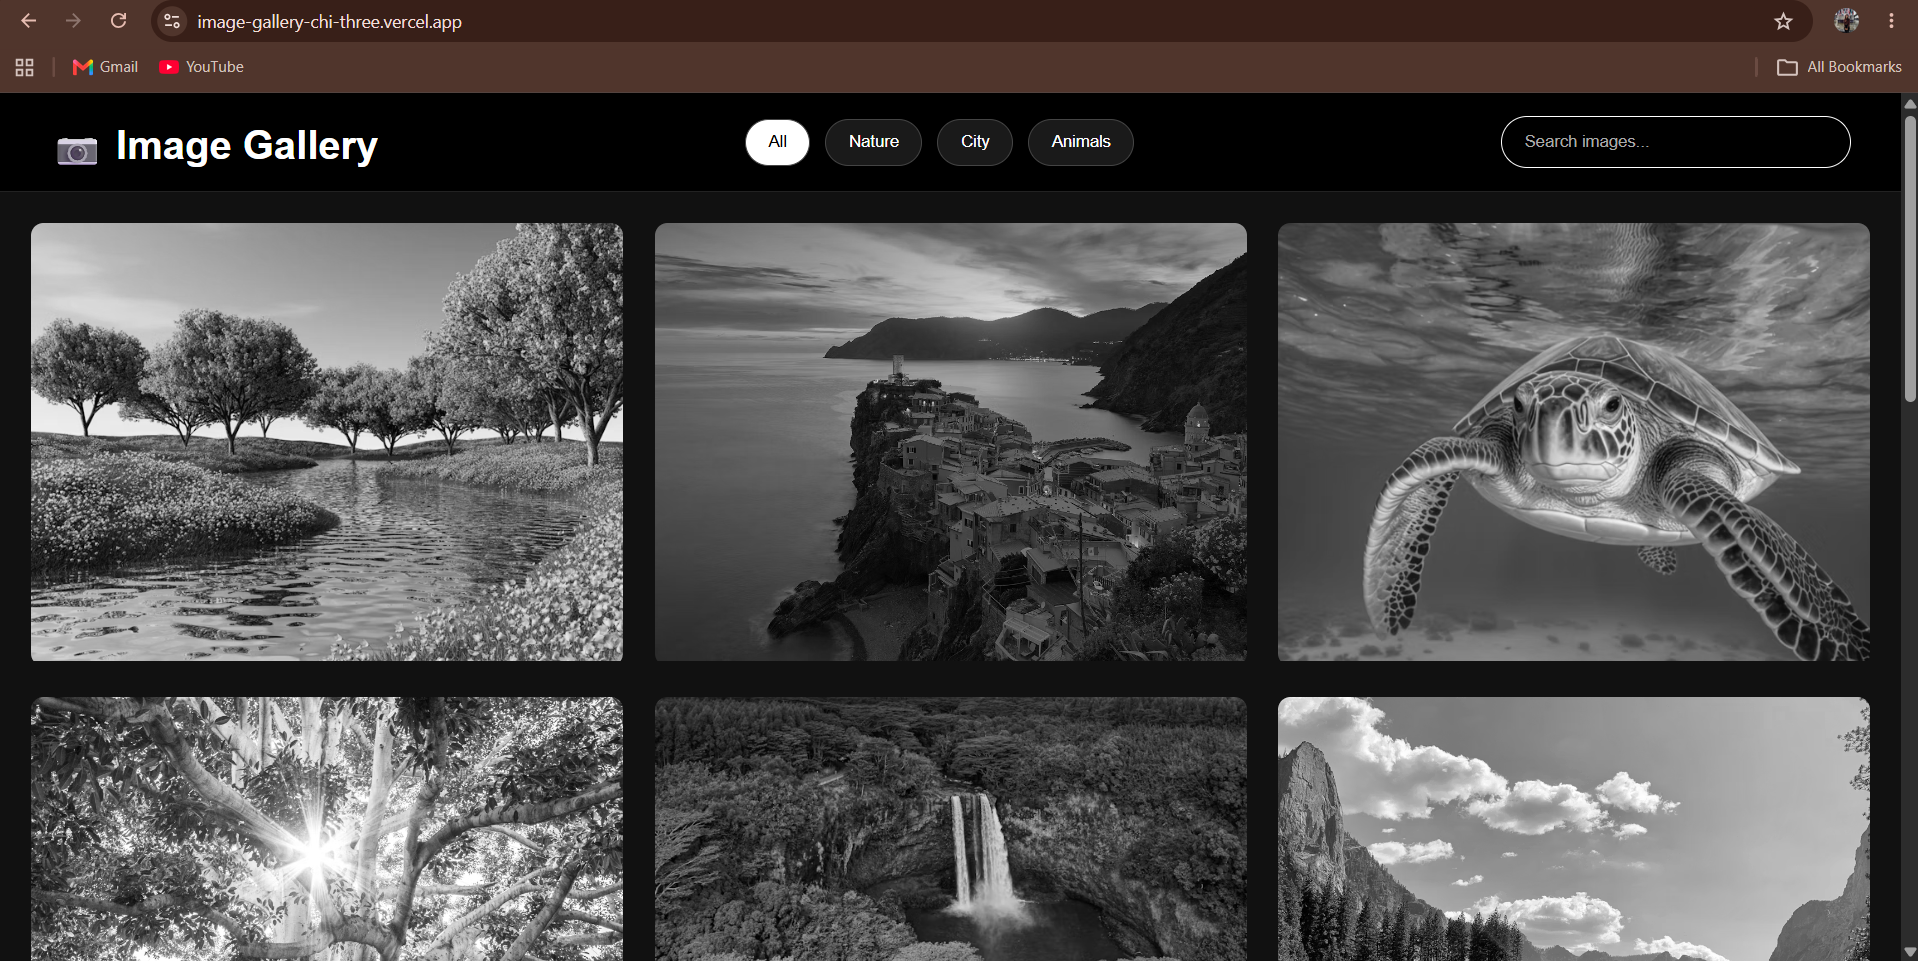 image-gallery-chi-three.vercel.app
Gmail YouTube All Bookmarks
Image Gallery All Nature City Animals Search images...